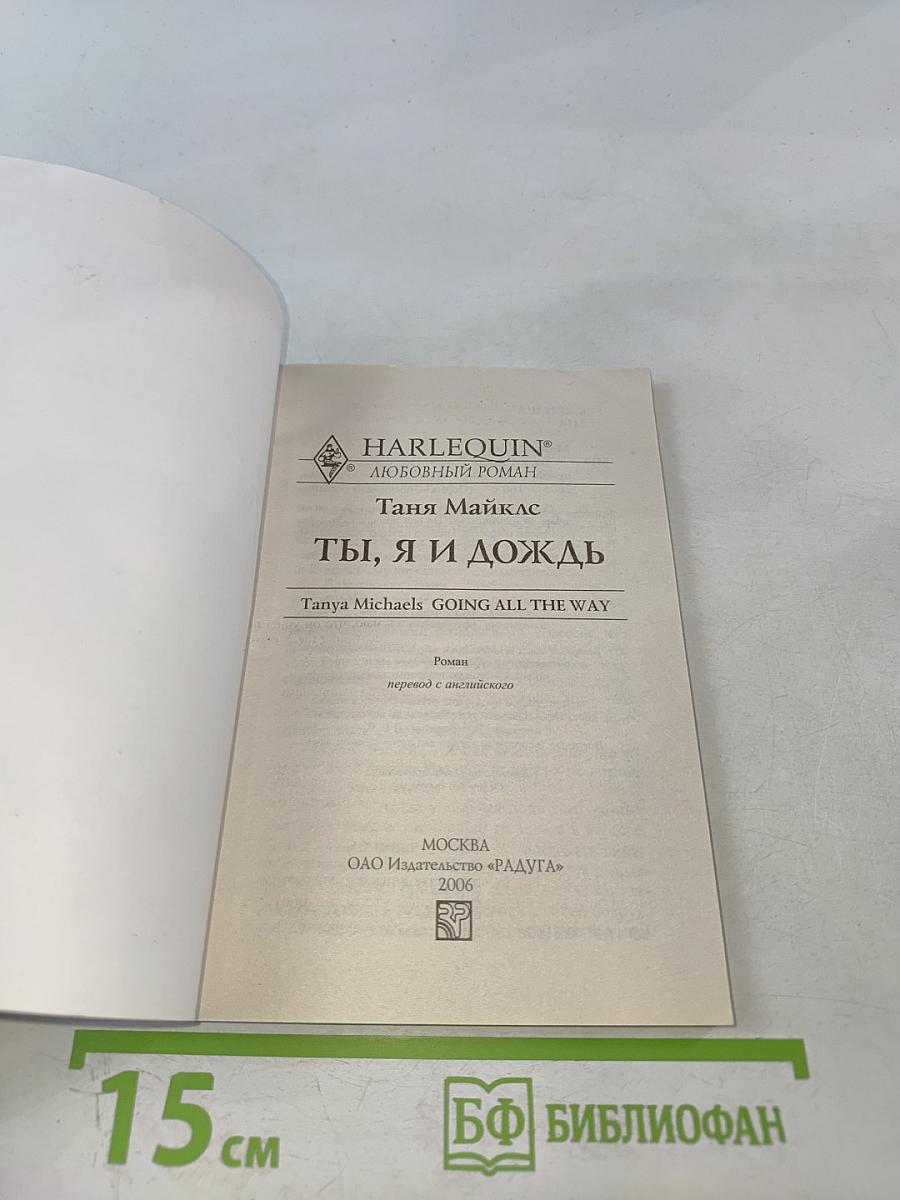 HARLEQUIN®
®
ЛЮБОВНЫЙ РОМАН
Таня Майклс
ТЫ, Я И ДОЖДЬ
Tanya Michaels GOING ALL THE WAY
Роман
перевод с английского
МОСКВА
ОАО Издательство «РАДУГА»
2006
15 см
БФ БИБЛИОФАН